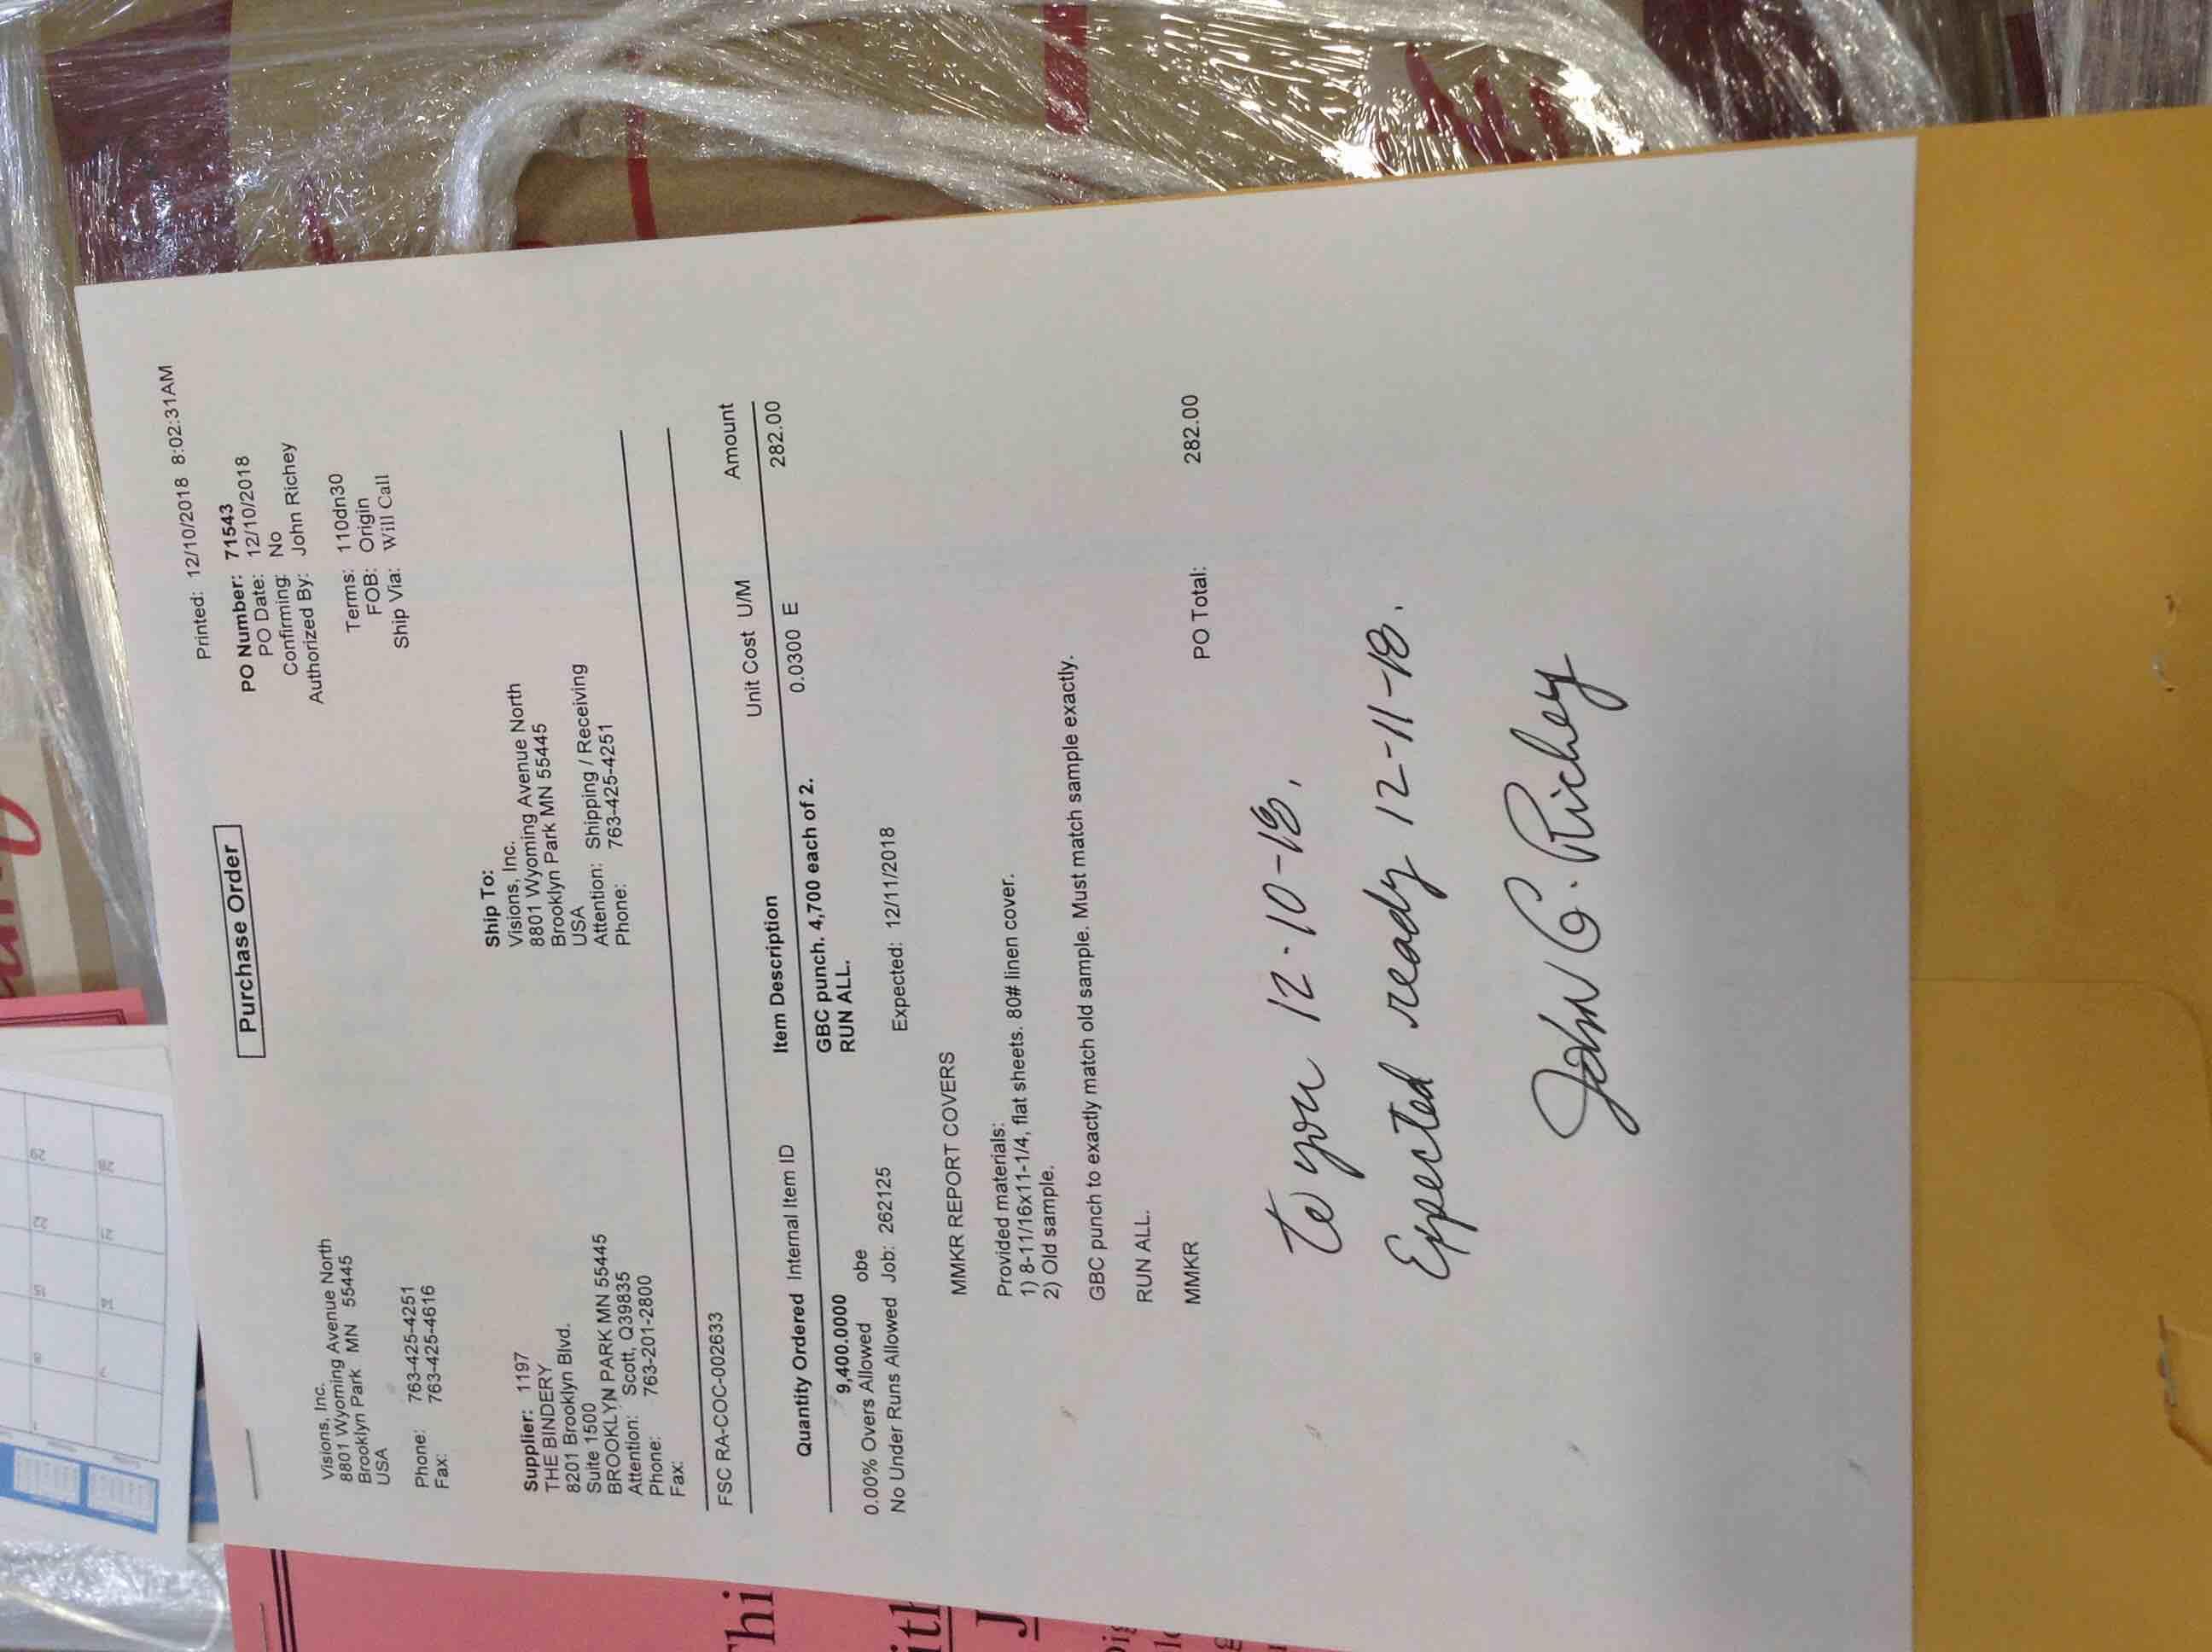 Printed: 12/10/2018 8:02:31AM
Purchase Order
PO Number: 71543
PO Date: 12/10/2018
Confirming: No
Authorized By: John Richey
Terms: 110dn30
FOB: Origin
Ship Via: Will Call
Visions, Inc.
8801 Wyoming Avenue North
Brooklyn Park MN 55445
USA
Phone: 763-425-4251
Fax: 763-425-4616
Supplier: 1197
THE BINDERY
8201 Brooklyn Blvd.
Suite 1500
BROOKLYN PARK MN 55445
Attention: Scott, Q39835
Phone: 763-201-2800
Fax:
Ship To:
Visions, Inc.
8801 Wyoming Avenue North
Brooklyn Park MN 55445
USA
Attention: Shipping / Receiving
Phone: 763-425-4251
FSC RA-COC-002633
Quantity Ordered Internal Item ID Item Description Unit Cost U/M Amount
9,400.0000 GBC punch. 4,700 each of 2. 0.0300 E 282.00
RUN ALL.
0.00% Overs Allowed obe
No Under Runs Allowed Job: 262125 Expected: 12/11/2018
MMKR REPORT COVERS
Provided materials:
1) 8-11/16x11-1/4, flat sheets. 80# linen cover.
2) Old sample.
GBC punch to exactly match old sample. Must match sample exactly.
RUN ALL.
MMKR
PO Total: 282.00
To you 12-10-18.
Expected ready 12-11-18.
John G. Richey